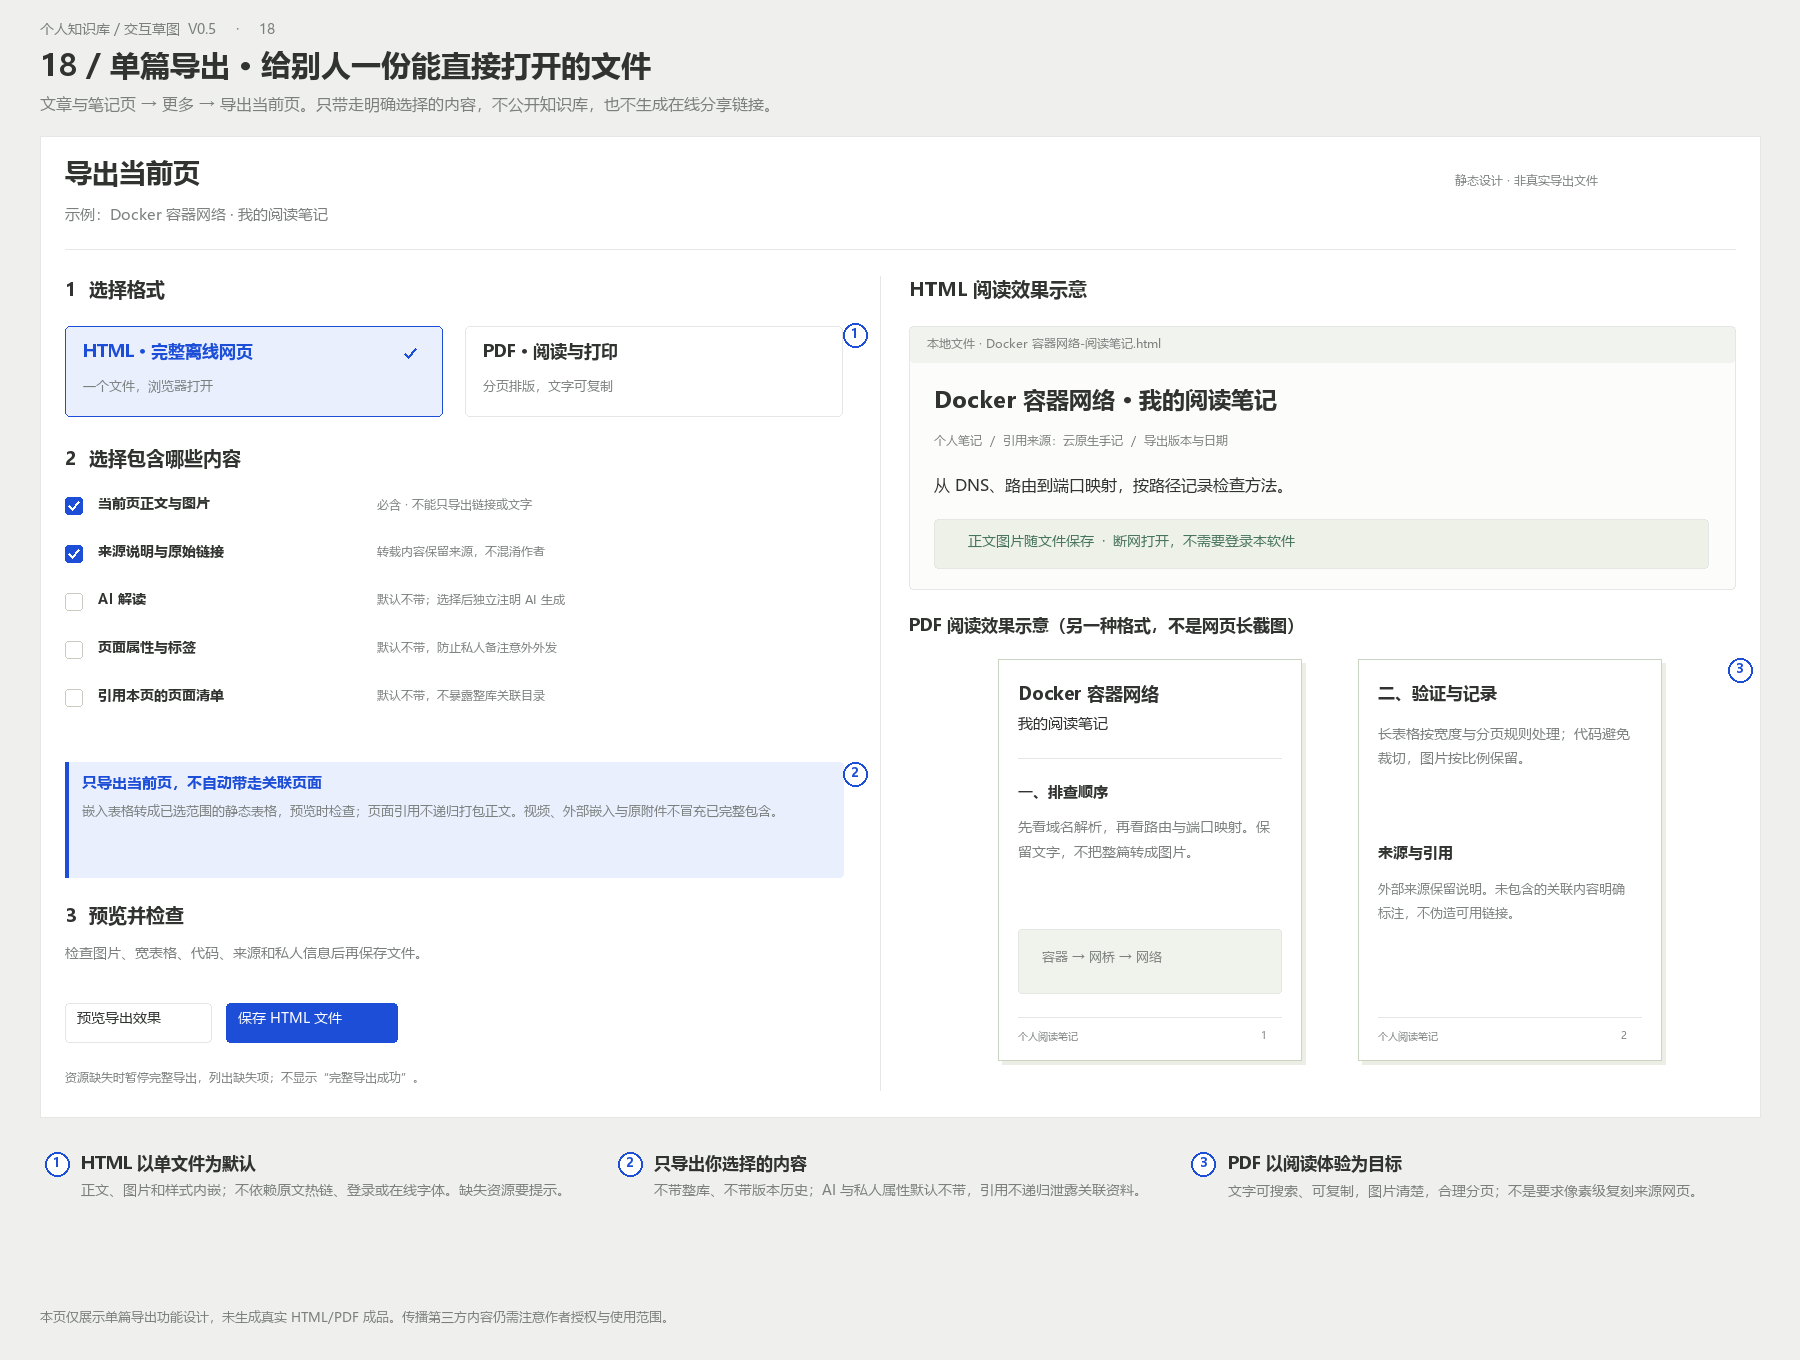 个人知识库 / 交互草图 V0.5 · 18
18 / 单篇导出 • 给别人一份能直接打开的文件
文章与笔记页 → 更多 → 导出当前页。只带走明确选择的内容，不公开知识库，也不生成在线分享链接。
导出当前页
静态设计 · 非真实导出文件
示例：Docker 容器网络 · 我的阅读笔记
1 选择格式
HTML • 完整离线网页
一个文件，浏览器打开
PDF • 阅读与打印
分页排版，文字可复制
1
2 选择包含哪些内容
当前页正文与图片
必含 · 不能只导出链接或文字
来源说明与原始链接
转载内容保留来源，不混淆作者
AI 解读
默认不带；选择后独立注明 AI 生成
页面属性与标签
默认不带，防止私人备注意外外发
引用本页的页面清单
默认不带，不暴露整库关联目录
只导出当前页，不自动带走关联页面
嵌入表格转成已选范围的静态表格，预览时检查；页面引用不递归打包正文。视频、外部嵌入与原附件不冒充已完整包含。
2
3 预览并检查
检查图片、宽表格、代码、来源和私人信息后再保存文件。
预览导出效果
保存 HTML 文件
资源缺失时暂停完整导出，列出缺失项；不显示“完整导出成功”。
HTML 阅读效果示意
本地文件 · Docker 容器网络-阅读笔记.html
Docker 容器网络 • 我的阅读笔记
个人笔记 / 引用来源：云原生手记 / 导出版本与日期
从 DNS、路由到端口映射，按路径记录检查方法。
正文图片随文件保存 · 断网打开，不需要登录本软件
PDF 阅读效果示意（另一种格式，不是网页长截图）
3
Docker 容器网络
我的阅读笔记
一、排查顺序
先看域名解析，再看路由与端口映射。保
留文字，不把整篇转成图片。
容器 → 网桥 → 网络
个人阅读笔记 1
二、验证与记录
长表格按宽度与分页规则处理；代码避免
裁切，图片按比例保留。
来源与引用
外部来源保留说明。未包含的关联内容明确
标注，不伪造可用链接。
个人阅读笔记 2
1 HTML 以单文件为默认
正文、图片和样式内嵌；不依赖原文热链、登录或在线字体。缺失资源要提示。
2 只导出你选择的内容
不带整库、不带版本历史；AI 与私人属性默认不带，引用不递归泄露关联资料。
3 PDF 以阅读体验为目标
文字可搜索、可复制，图片清楚，合理分页；不是要求像素级复刻来源网页。
本页仅展示单篇导出功能设计，未生成真实 HTML/PDF 成品。传播第三方内容仍需注意作者授权与使用范围。